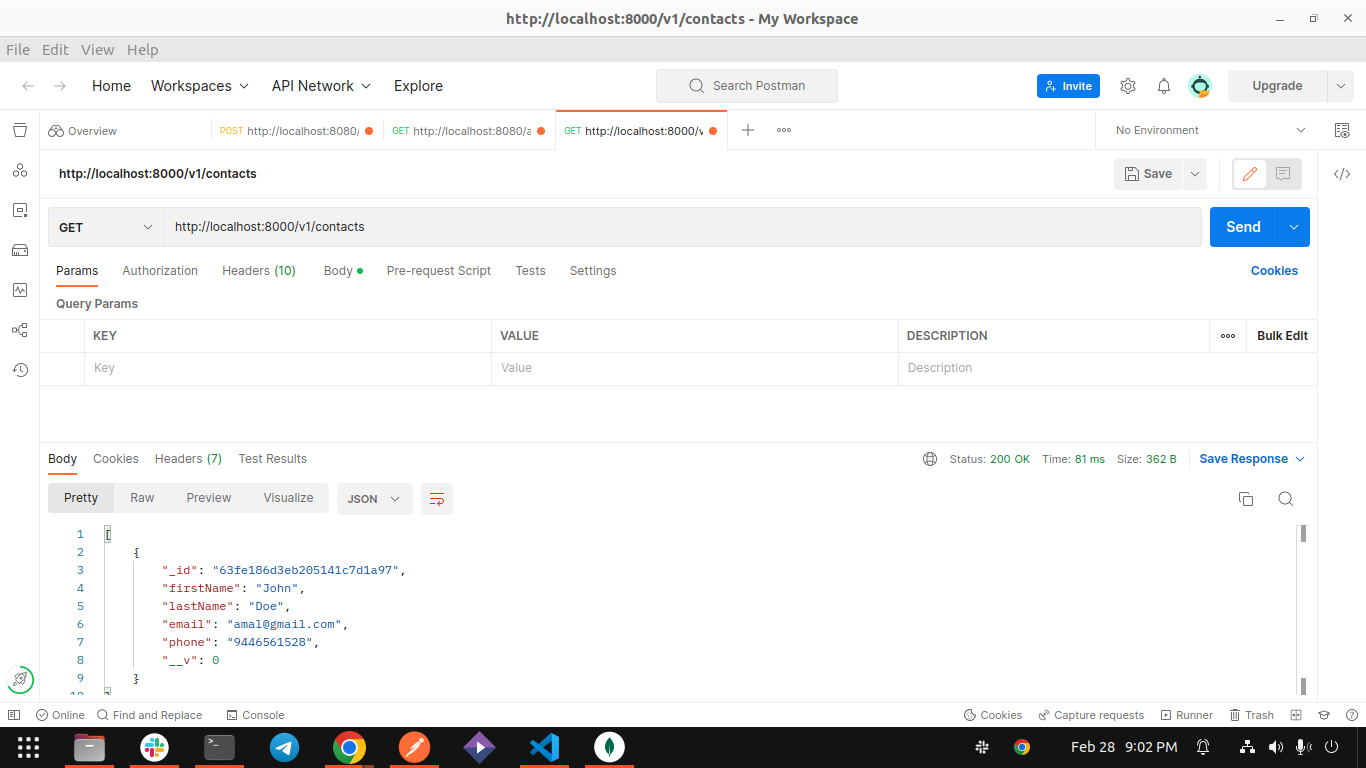 http://localhost:8000/v1/contacts - My Workspace
File Edit View Help
Home Workspaces API Network Explore Search Postman Invite Upgrade
Overview POST http://localhost:8080/ GET http://localhost:8080/a GET http://localhost:8000/v No Environment
http://localhost:8000/v1/contacts Save
GET http://localhost:8000/v1/contacts Send
Params Authorization Headers (10) Body Pre-request Script Tests Settings Cookies
Query Params
KEY VALUE DESCRIPTION Bulk Edit
Key Value Description
Body Cookies Headers (7) Test Results Status: 200 OK Time: 81 ms Size: 362 B Save Response
Pretty Raw Preview Visualize JSON
1 [
2 {
3 "_id": "63fe186d3eb205141c7d1a97",
4 "firstName": "John",
5 "lastName": "Doe",
6 "email": "amal@gmail.com",
7 "phone": "9446561528",
8 "__v": 0
9 }
10 ]
Online Find and Replace Console Cookies Capture requests Runner Trash
Feb 28 9:02 PM